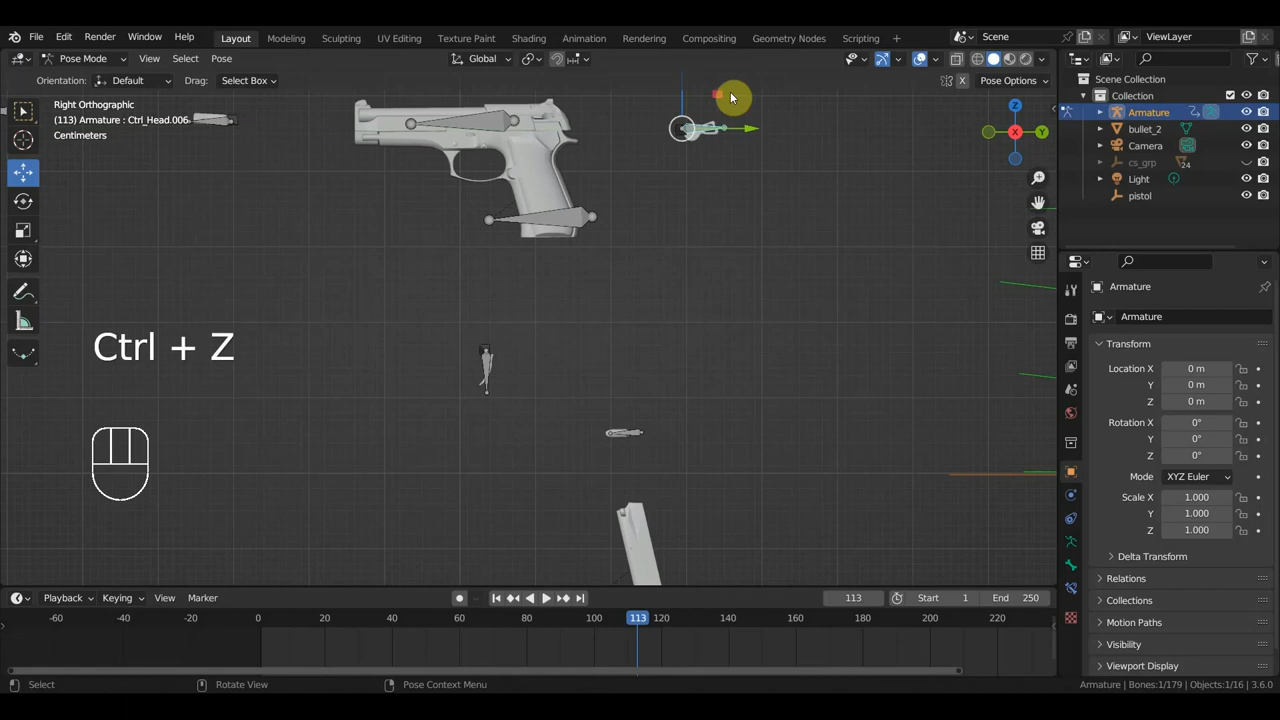 File Edit Render Window Help Layout Modeling Sculpting UV Editing Texture Paint Shading Animation Rendering Compositing Geometry Nodes Scripting + Scene ViewLayer
Pose Mode View Select Pose Global
Orientation: Default Drag: Select Box X Pose Options
Right Orthographic
(113) Armature : Ctrl_Head.006
Centimeters
Z
Y
X
Ctrl + Z
Scene Collection
Collection
Armature
bullet_2
Camera
cs_grp 24
Light
pistol
Armature
Armature
Transform
Location X 0 m
Y 0 m
Z 0 m
Rotation X 0°
Y 0°
Z 0°
Mode XYZ Euler
Scale X 1.000
Y 1.000
Z 1.000
Delta Transform
Relations
Collections
Motion Paths
Visibility
Viewport Display
Playback Keying View Marker 113 Start 1 End 250
-60 -40 -20 0 20 40 60 80 100 113 120 140 160 180 200 220
Select Rotate View Pose Context Menu Armature | Bones:1/179 | Objects:1/16 | 3.6.0